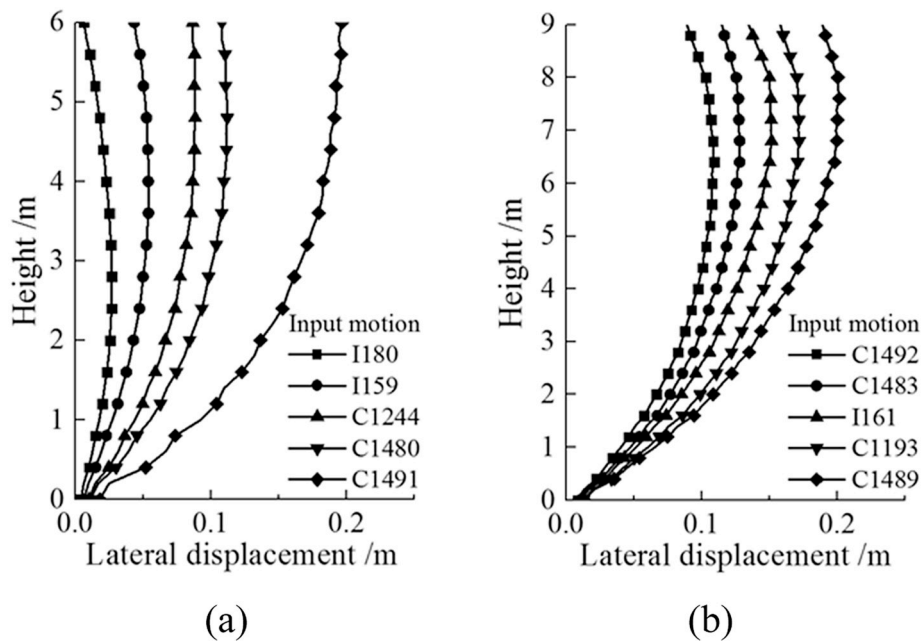 6
5
4
3
2
1
0
Height /m
Input motion
I180
I159
C1244
C1480
C1491
0.0
0.1
0.2
Lateral displacement /m
(a)
9
8
7
6
5
4
3
2
1
0
Height /m
Input motion
C1492
C1483
I161
C1193
C1489
0.0
0.1
0.2
Lateral displacement /m
(b)